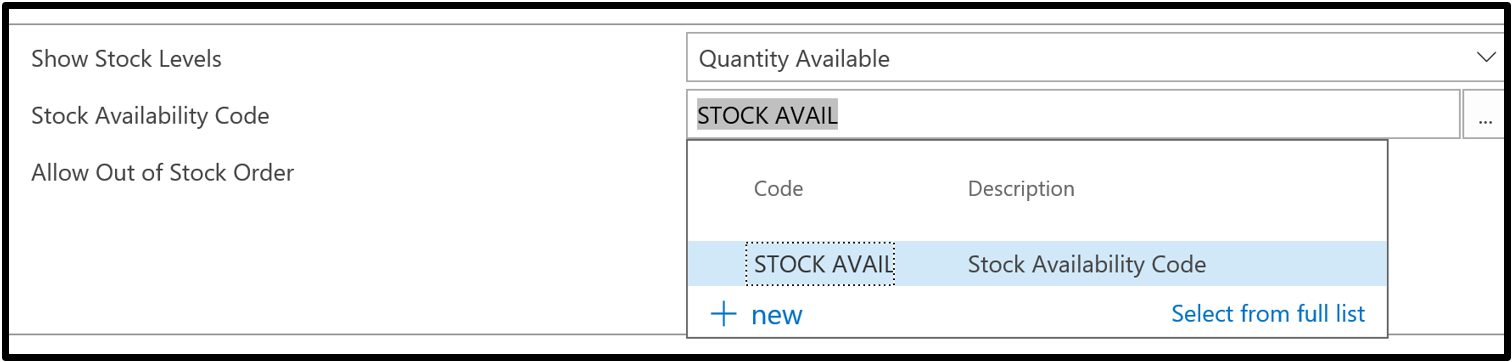 Show Stock Levels
Quantity Available
Stock Availability Code
STOCK AVAIL
...
Allow Out of Stock Order
Code Description
STOCK AVAIL Stock Availability Code
+ new Select from full list